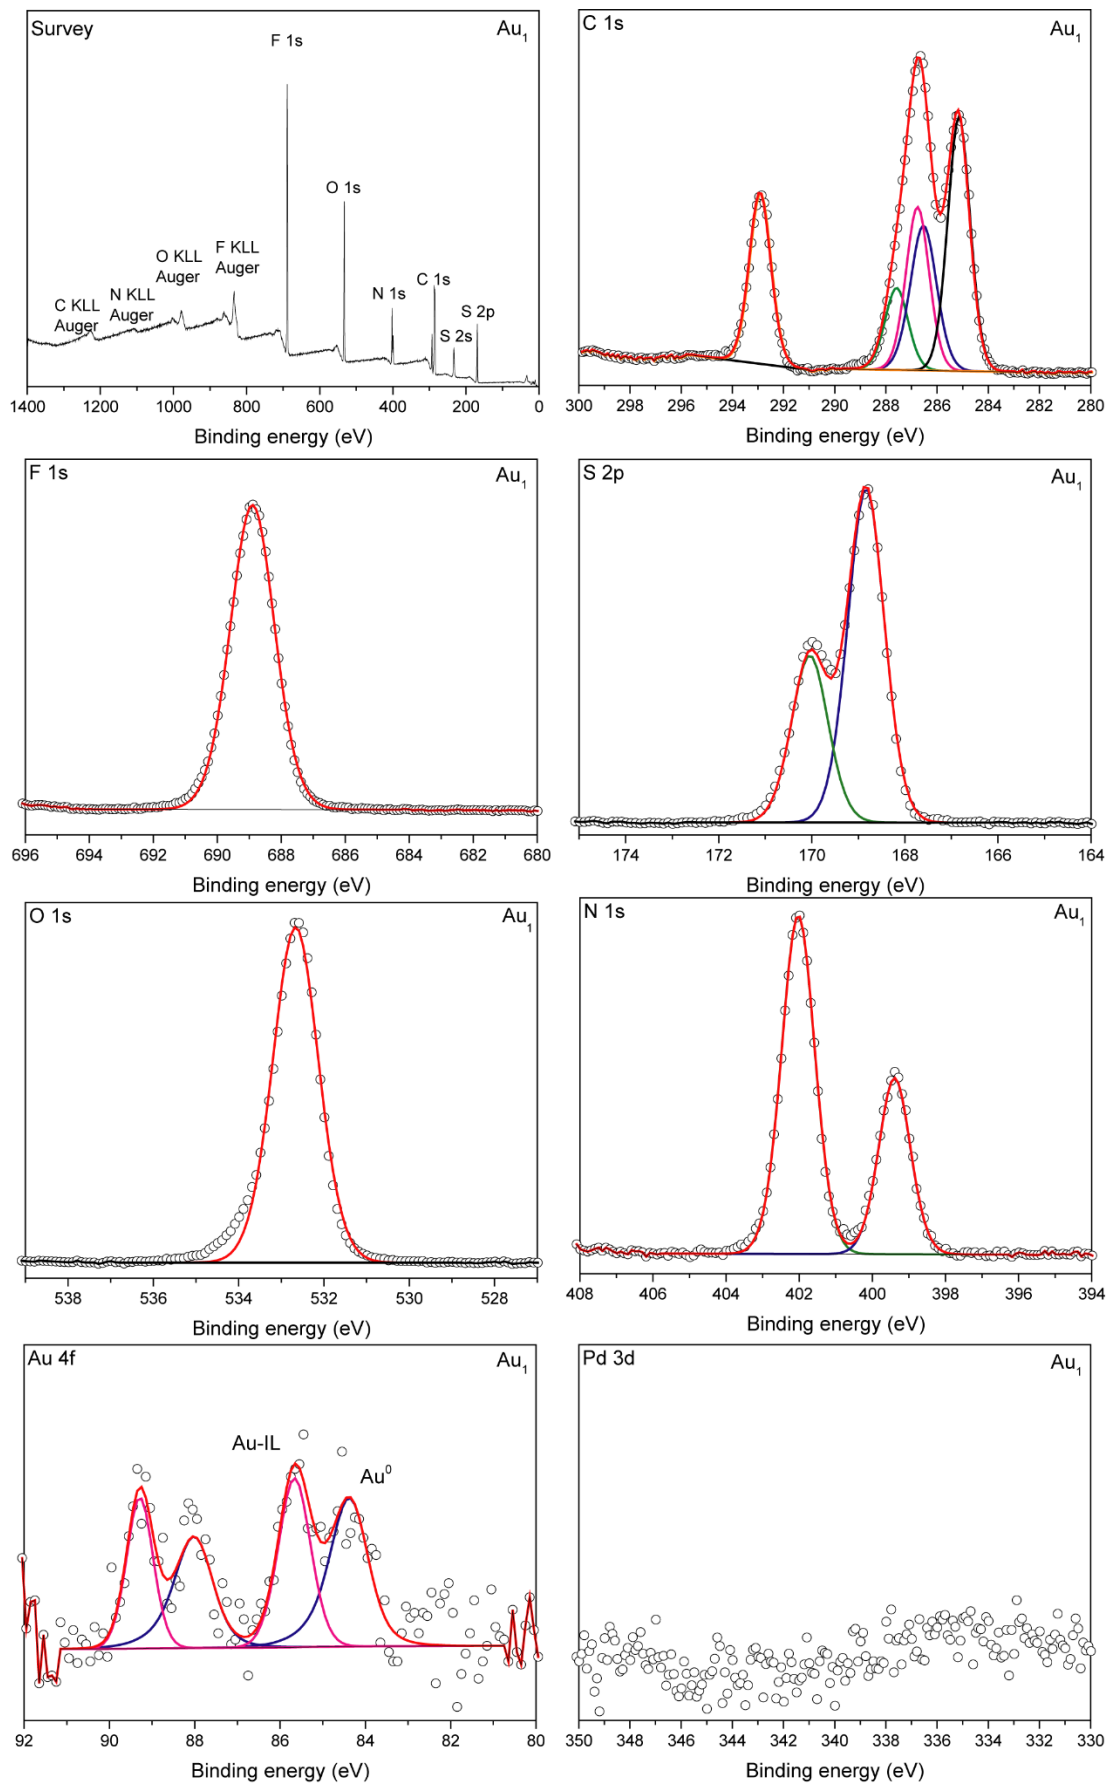 Survey
Au1
F 1s
O 1s
O KLL
Auger
F KLL
Auger
N KLL
Auger
C KLL
Auger
N 1s
C 1s
S 2s
S 2p
1400 1200 1000 800 600 400 200 0
Binding energy (eV)
C 1s
Au1
300 298 296 294 292 290 288 286 284 282 280
Binding energy (eV)
F 1s
Au1
696 694 692 690 688 686 684 682 680
Binding energy (eV)
S 2p
Au1
174 172 170 168 166 164
Binding energy (eV)
O 1s
Au1
538 536 534 532 530 528
Binding energy (eV)
N 1s
Au1
408 406 404 402 400 398 396 394
Binding energy (eV)
Au 4f
Au1
Au-IL
Au0
92 90 88 86 84 82 80
Binding energy (eV)
Pd 3d
Au1
350 348 346 344 342 340 338 336 334 332 330
Binding energy (eV)